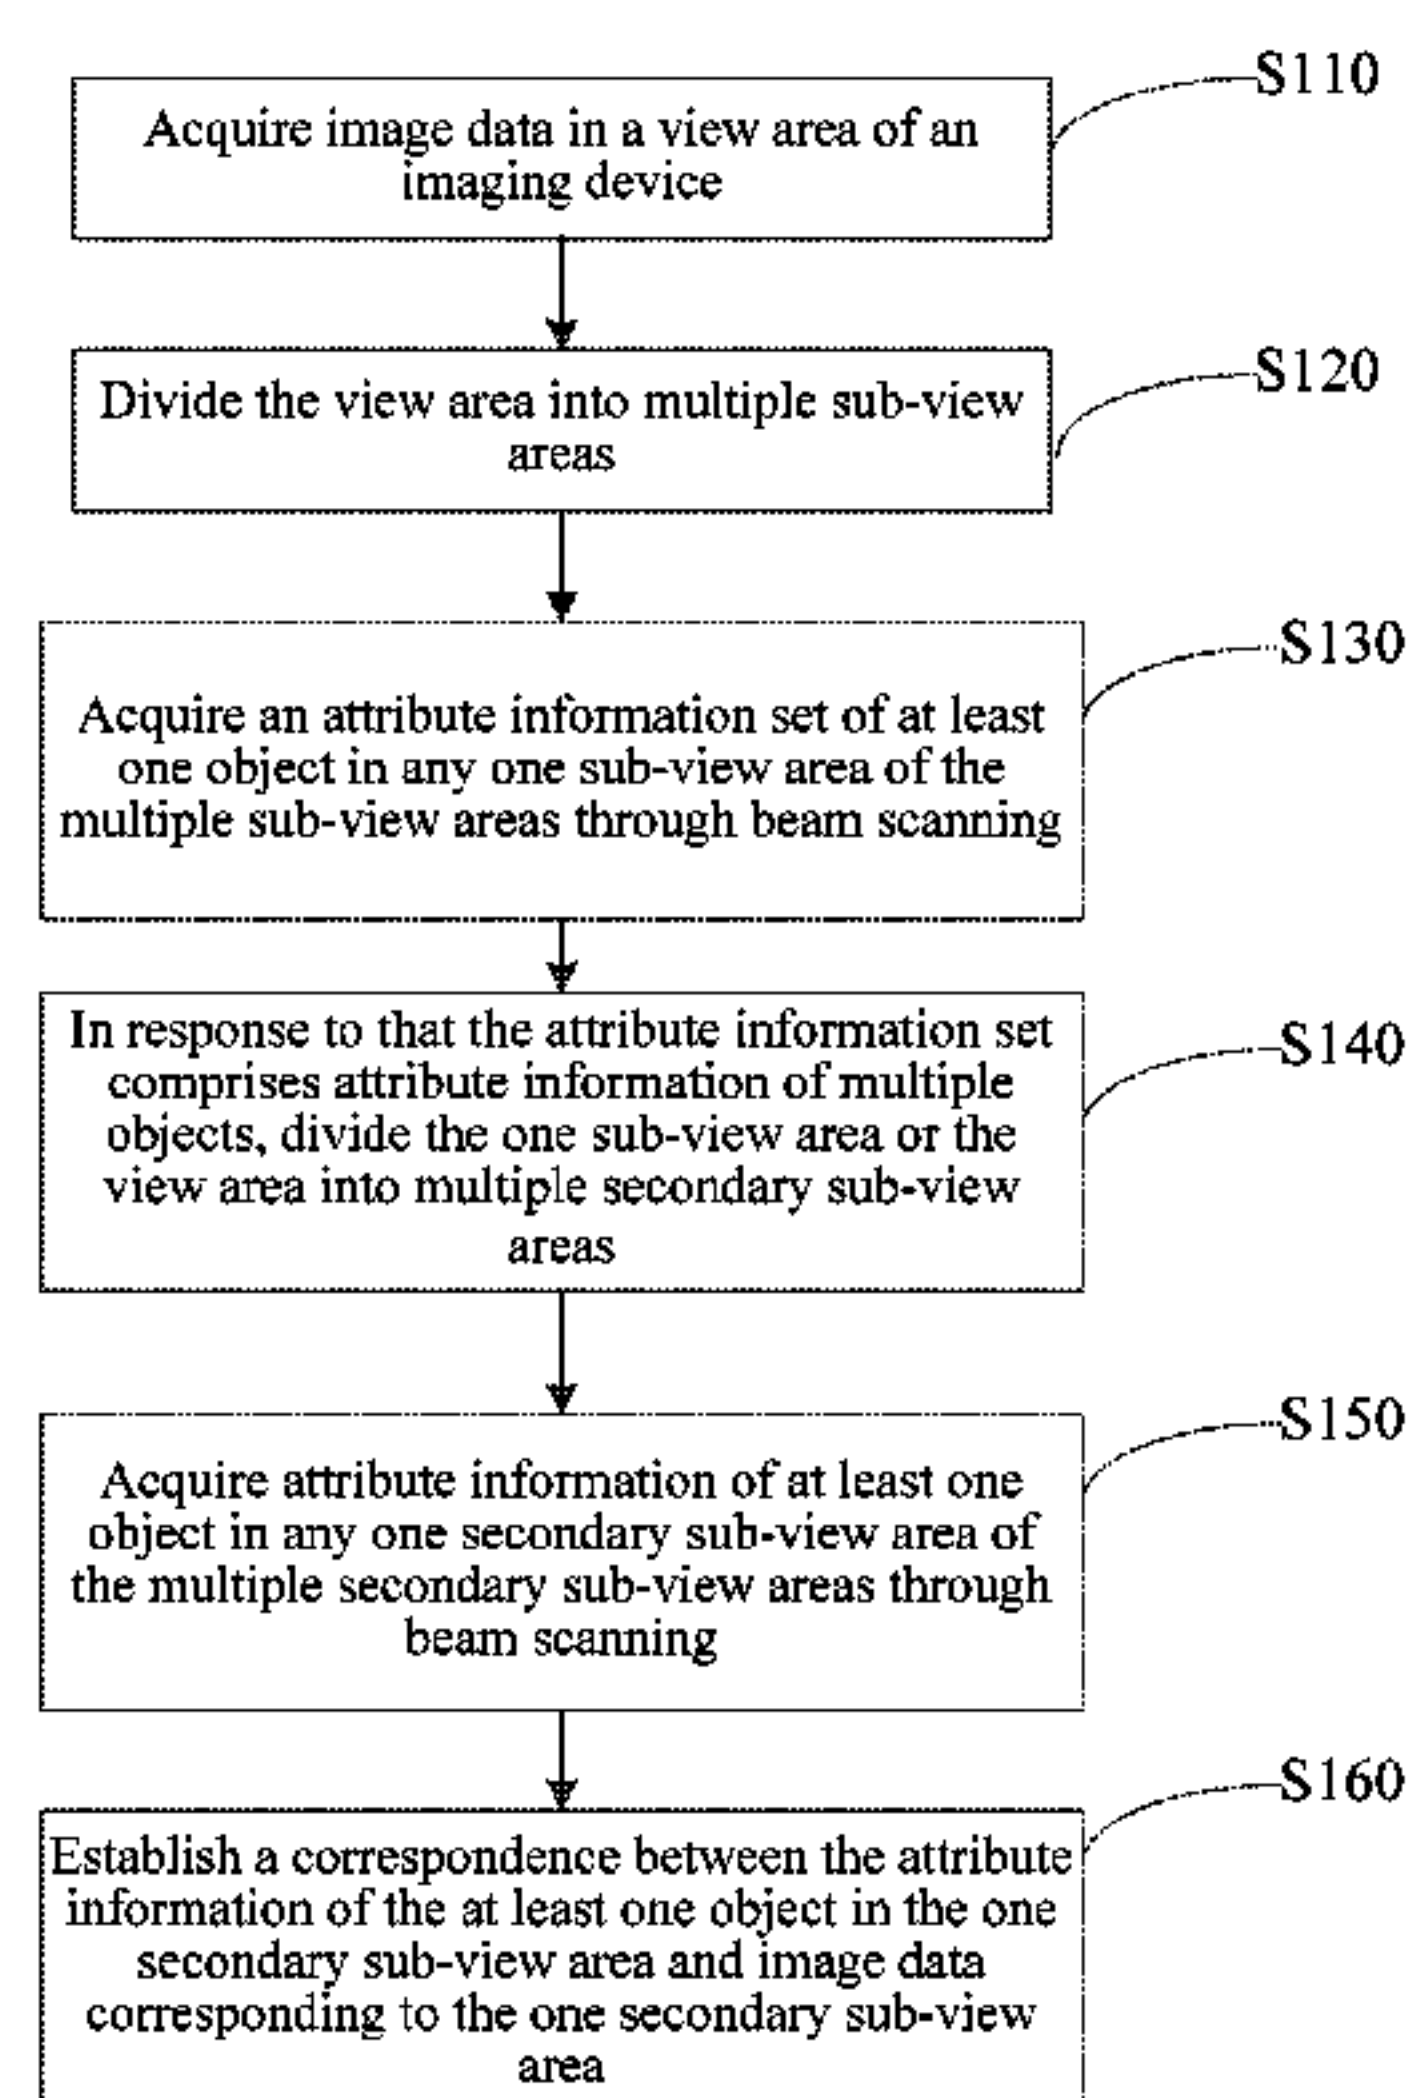 S110
Acquire image data in a view area of an
imaging device
S120
Divide the view area into multiple sub-view
areas
S130
Acquire an attribute information set of at least
one object in any one sub-view area of the
multiple sub-view areas through beam scanning
S140
In response to that the attribute information set
comprises attribute information of multiple
objects, divide the one sub-view area or the
view area into multiple secondary sub-view
areas
S150
Acquire attribute information of at least one
object in any one secondary sub-view area of
the multiple secondary sub-view areas through
beam scanning
S160
Establish a correspondence between the attribute
information of the at least one object in the one
secondary sub-view area and image data
corresponding to the one secondary sub-view
area